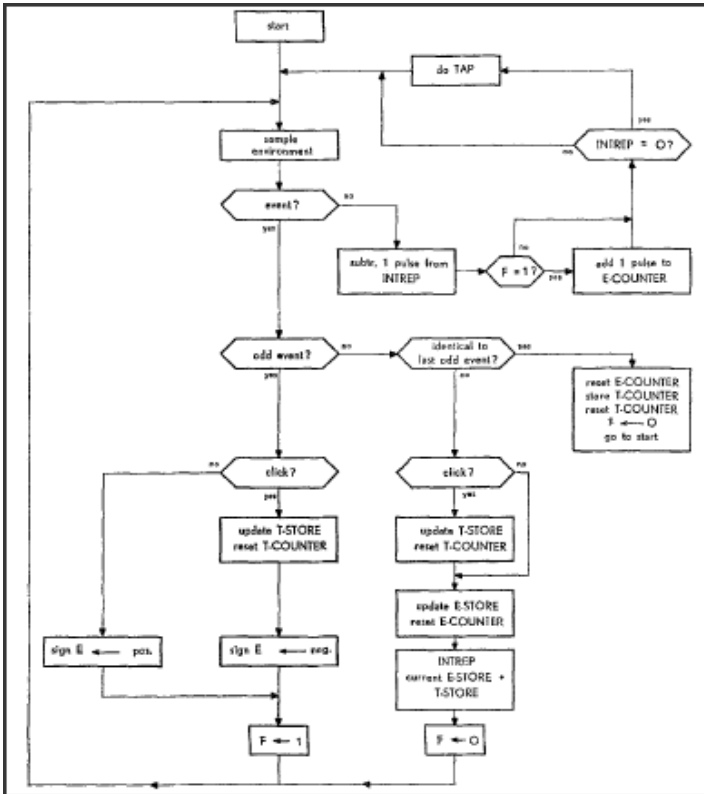 start
do TAP
yes
sample
environment
INTREP = O?
no
event?
no
yes
subtr. 1 pulse from
INTREP
no
F = 1?
yes
add 1 pulse to
E-COUNTER
odd event?
no
identical to
last odd event?
yes
yes
no
reset E-COUNTER
store T-COUNTER
reset T-COUNTER
F ← O
go to start
no
click?
click?
no
yes
yes
update T-STORE
reset T-COUNTER
update T-STORE
reset T-COUNTER
update E-STORE
reset E-COUNTER
sign E ← pos.
sign E ← neg.
INTREP
current E-STORE +
T-STORE
F ← 1
F ← O